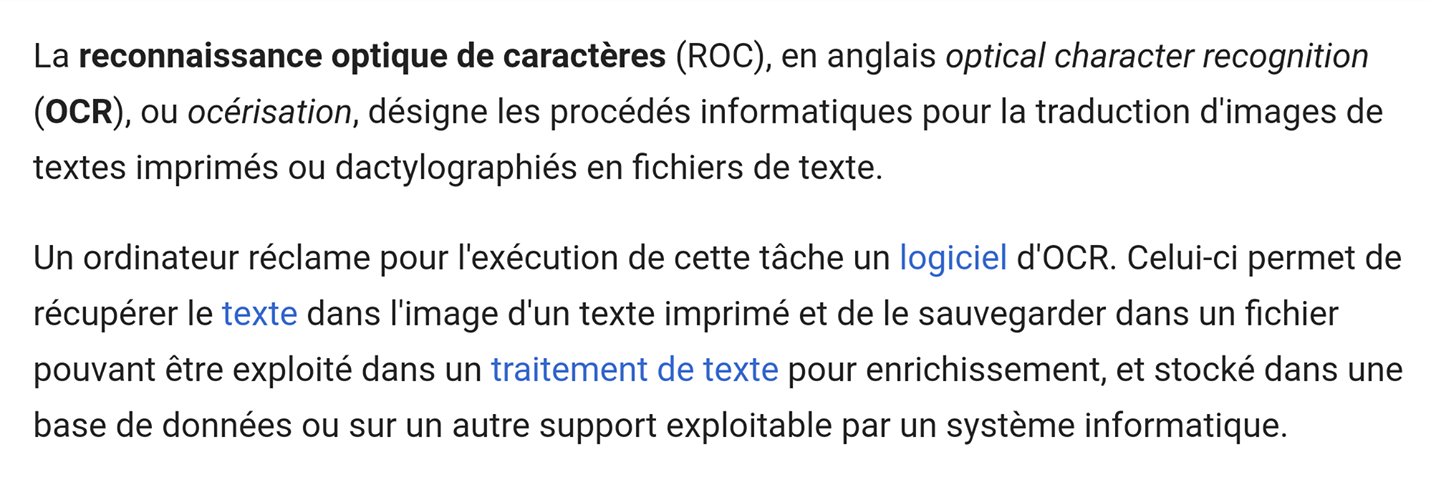 La reconnaissance optique de caractères (ROC), en anglais optical character recognition
(OCR), ou océrisation, désigne les procédés informatiques pour la traduction d'images de
textes imprimés ou dactylographiés en fichiers de texte.
Un ordinateur réclame pour l'exécution de cette tâche un logiciel d'OCR. Celui-ci permet de
récupérer le texte dans l'image d'un texte imprimé et de le sauvegarder dans un fichier
pouvant être exploité dans un traitement de texte pour enrichissement, et stocké dans une
base de données ou sur un autre support exploitable par un système informatique.